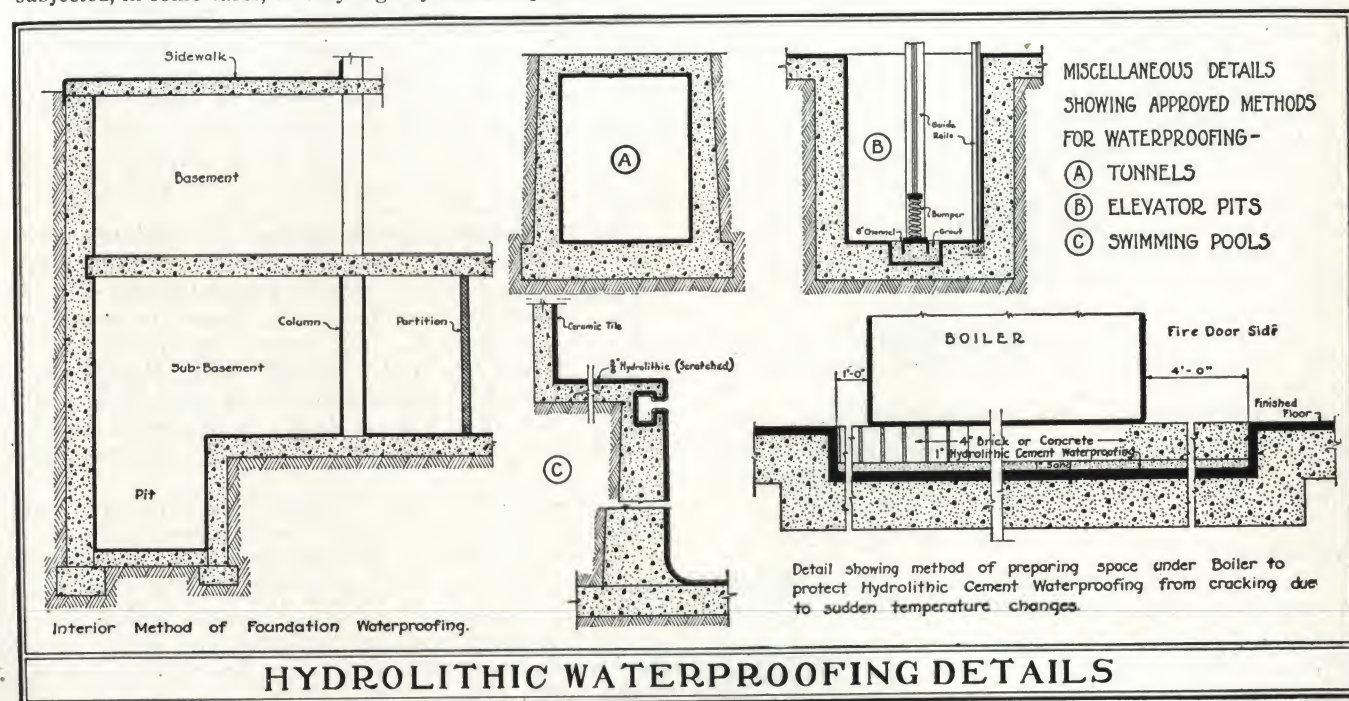 Sidewalk
Basement
Sub-Basement
Column
Partition
Pit
Interior Method of Foundation Waterproofing.
A
Ceramic Tile
Hydrolithic (Scratched)
C
B
Guide
Rails
Bumper
6" Channel
Grout
MISCELLANEOUS DETAILS
SHOWING APPROVED METHODS
FOR WATERPROOFING-
A TUNNELS
B ELEVATOR PITS
C SWIMMING POOLS
BOILER
Fire Door Side
1'-0"
4'-0"
Finished
Floor
4" Brick or Concrete
1" Hydrolithic Cement Waterproofing
1" Sand
Detail showing method of preparing space under Boiler to
protect Hydrolithic Cement Waterproofing from cracking due
to sudden temperature changes.
HYDROLITHIC WATERPROOFING DETAILS